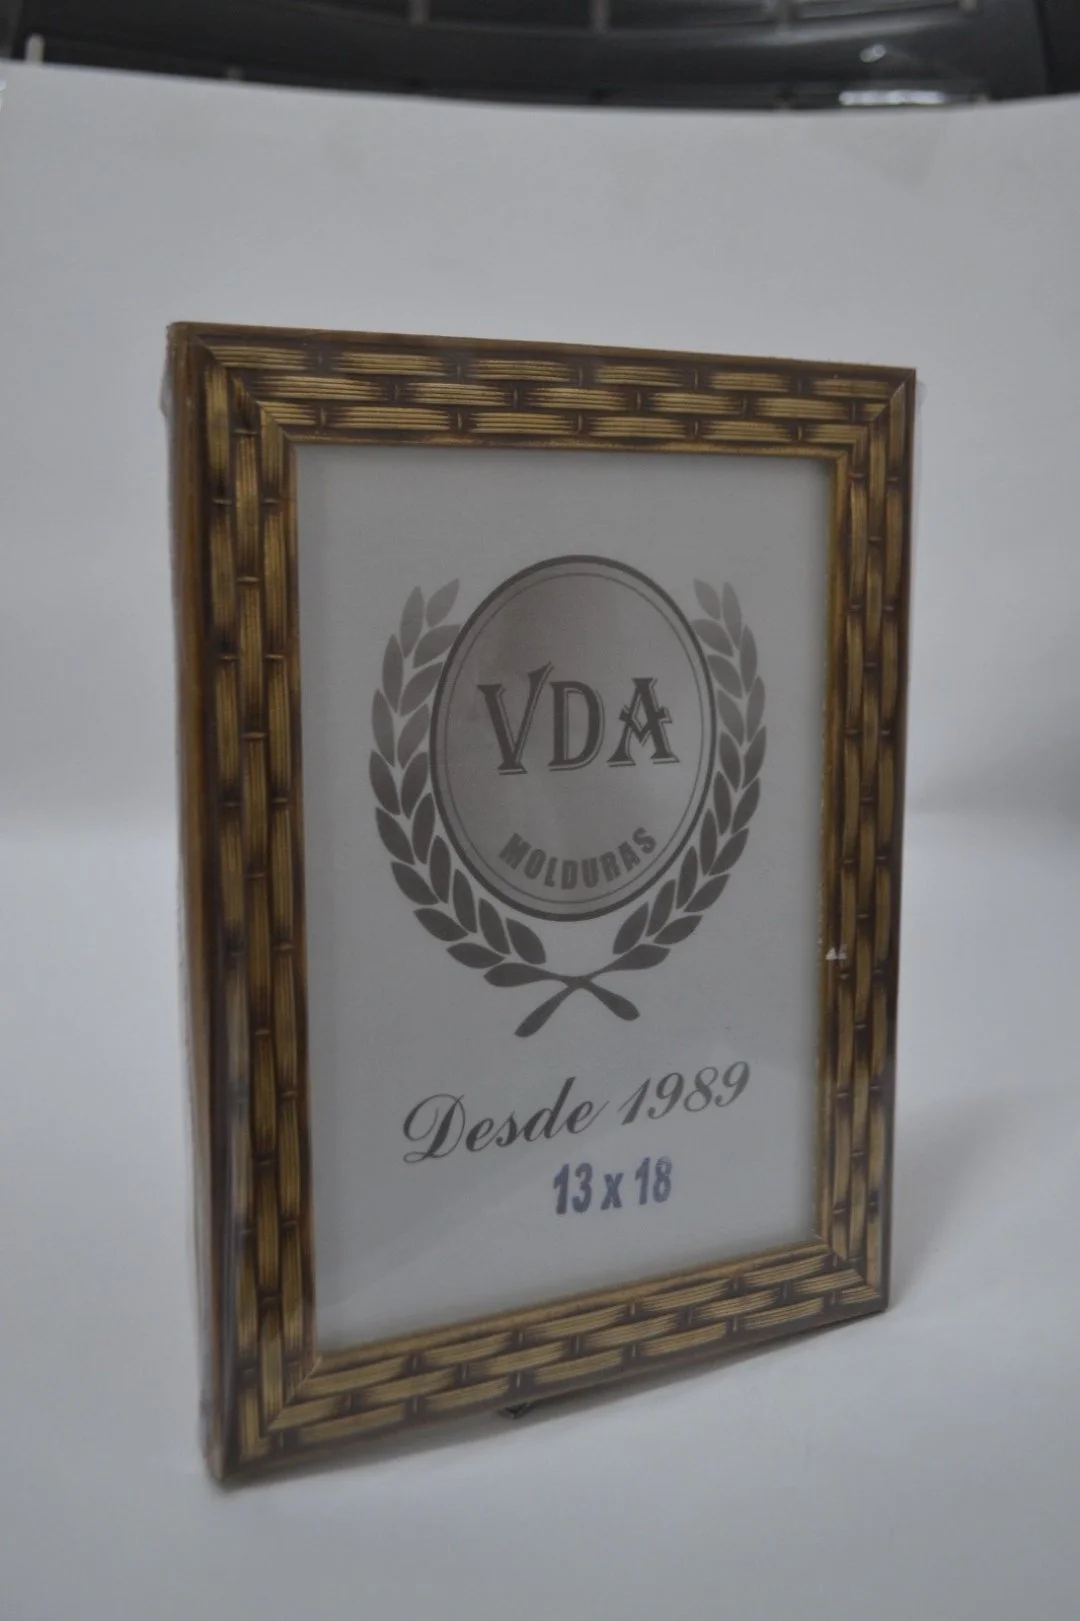 VDA
MOLDURAS
Desde 1989
13 x 18